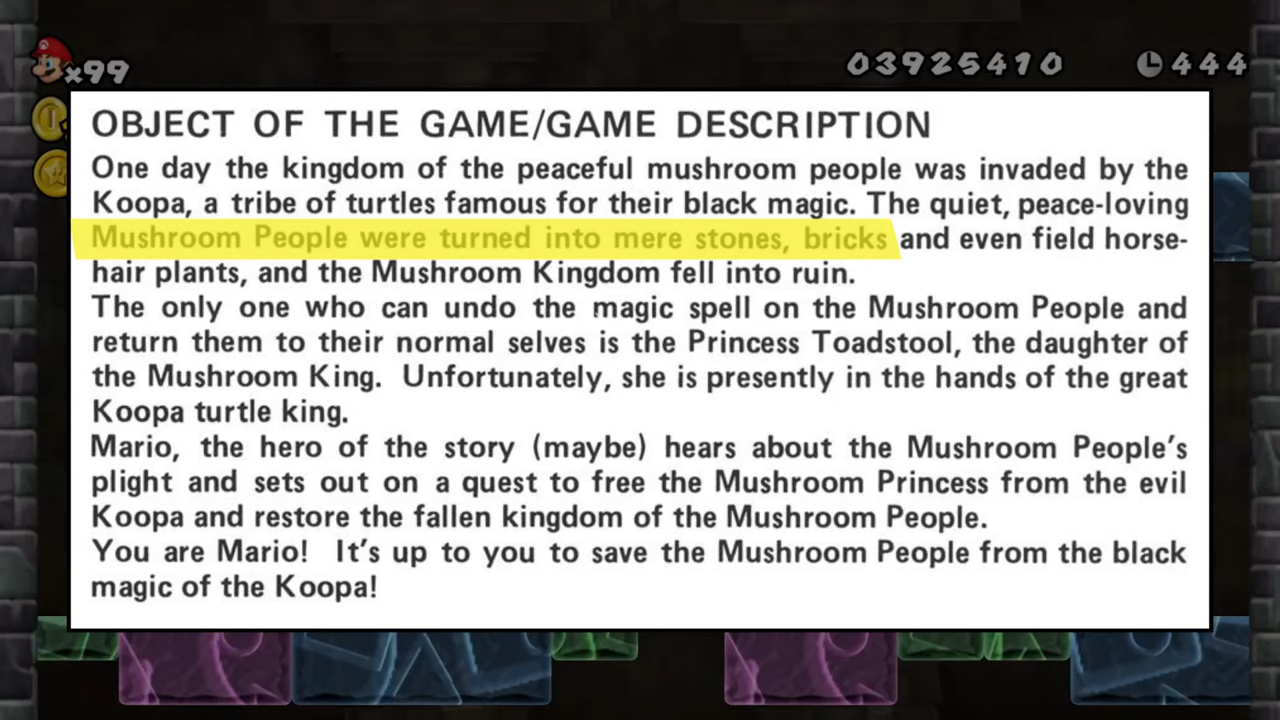 x99
03925410
444
OBJECT OF THE GAME/GAME DESCRIPTION
One day the kingdom of the peaceful mushroom people was invaded by the
Koopa, a tribe of turtles famous for their black magic. The quiet, peace-loving
Mushroom People were turned into mere stones, bricks and even field horse-
hair plants, and the Mushroom Kingdom fell into ruin.
The only one who can undo the magic spell on the Mushroom People and
return them to their normal selves is the Princess Toadstool, the daughter of
the Mushroom King. Unfortunately, she is presently in the hands of the great
Koopa turtle king.
Mario, the hero of the story (maybe) hears about the Mushroom People's
plight and sets out on a quest to free the Mushroom Princess from the evil
Koopa and restore the fallen kingdom of the Mushroom People.
You are Mario! It's up to you to save the Mushroom People from the black
magic of the Koopa!